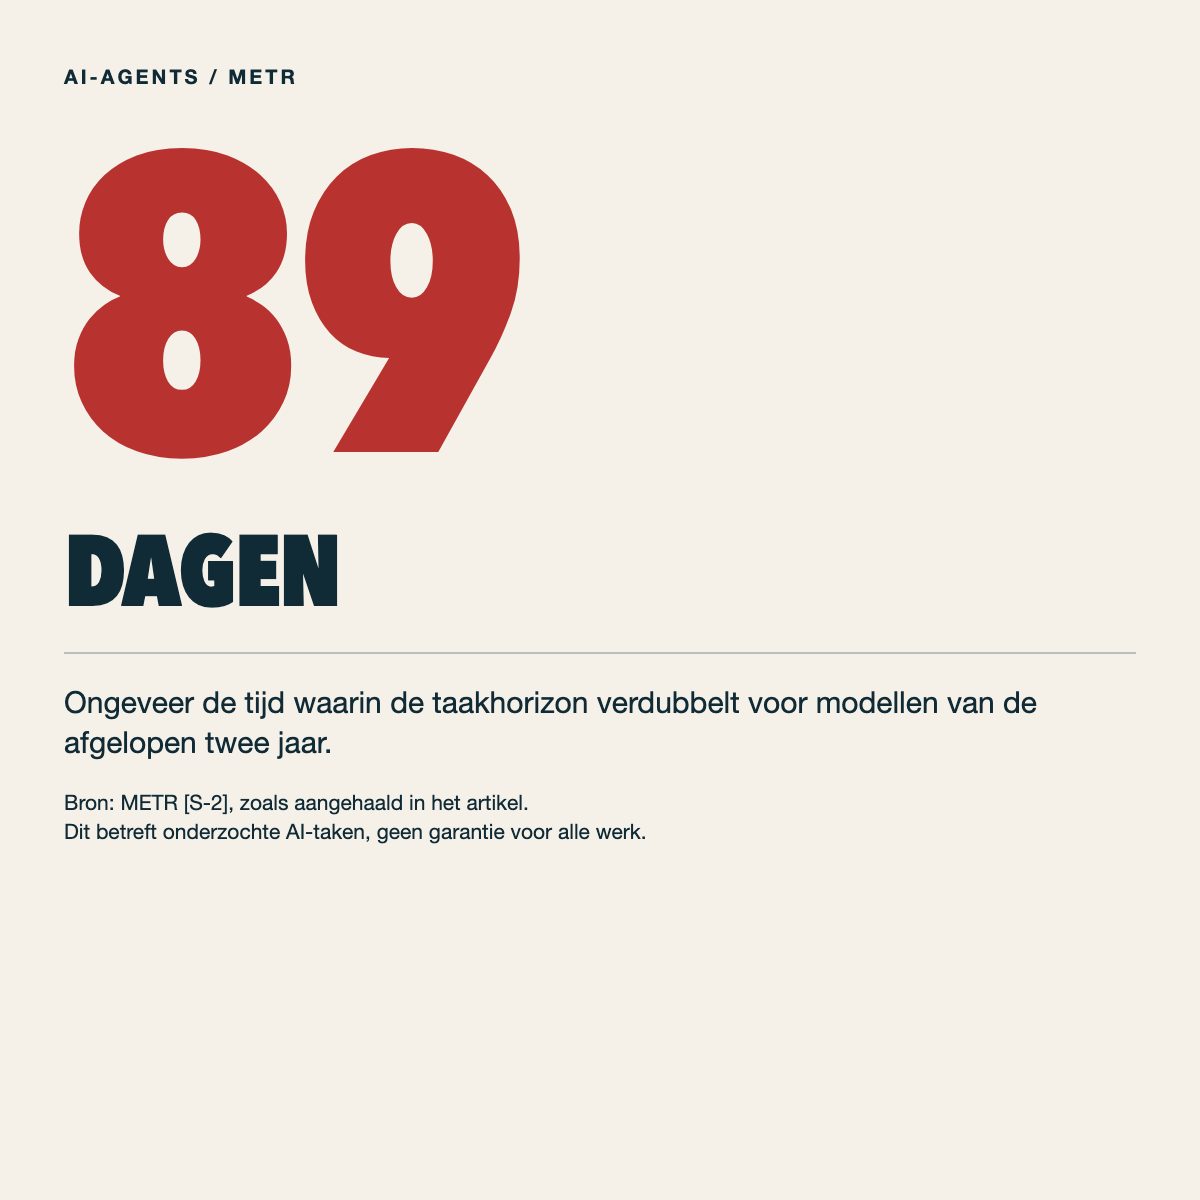 AI-AGENTS / METR
89
DAGEN
Ongeveer de tijd waarin de taakhorizon verdubbelt voor modellen van de
afgelopen twee jaar.
Bron: METR [S-2], zoals aangehaald in het artikel.
Dit betreft onderzochte AI-taken, geen garantie voor alle werk.